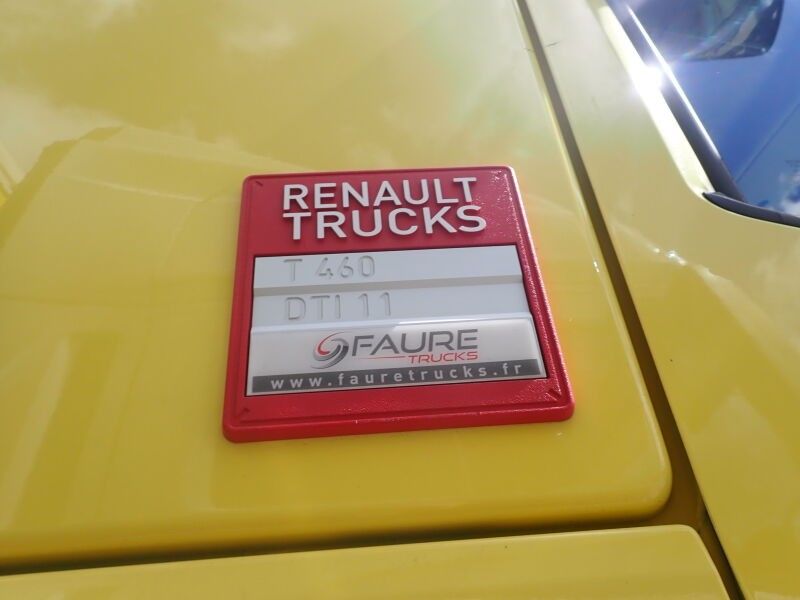 RENAULT
TRUCKS
T 460
DTI 11
FAURE
TRUCKS
www.fauretrucks.fr